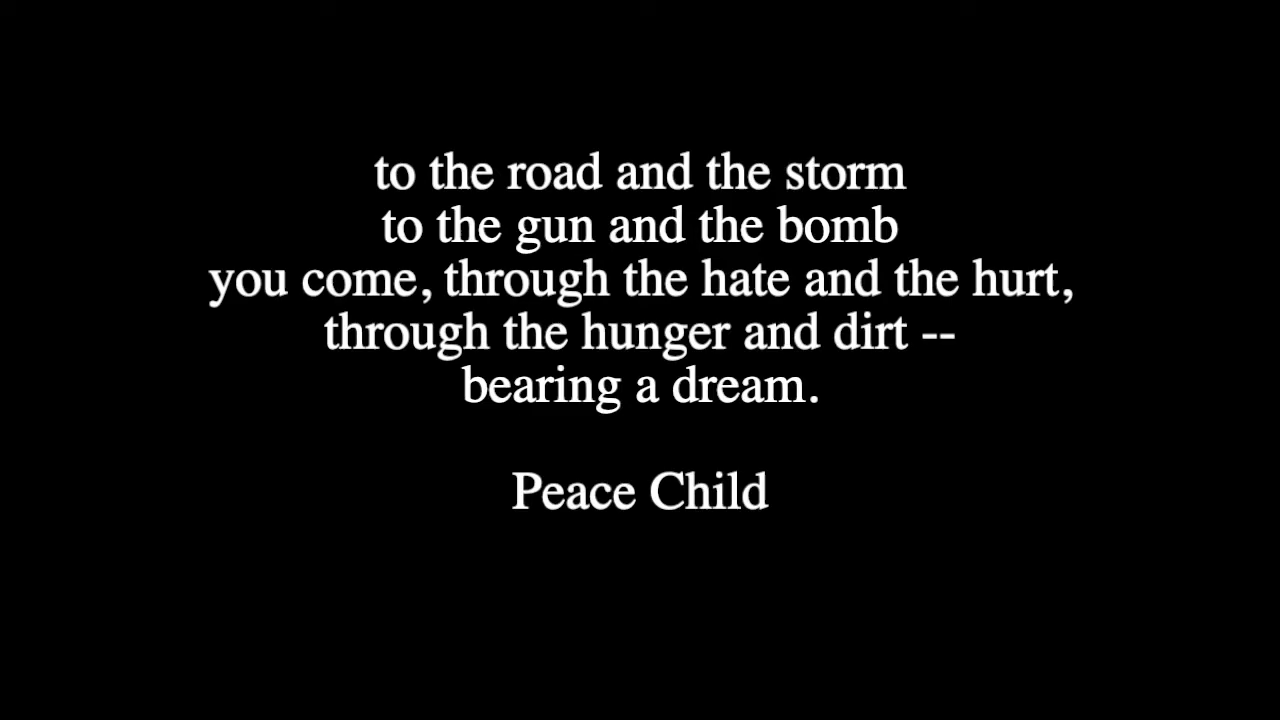 to the road and the storm
to the gun and the bomb
you come, through the hate and the hurt,
through the hunger and dirt --
bearing a dream.
Peace Child